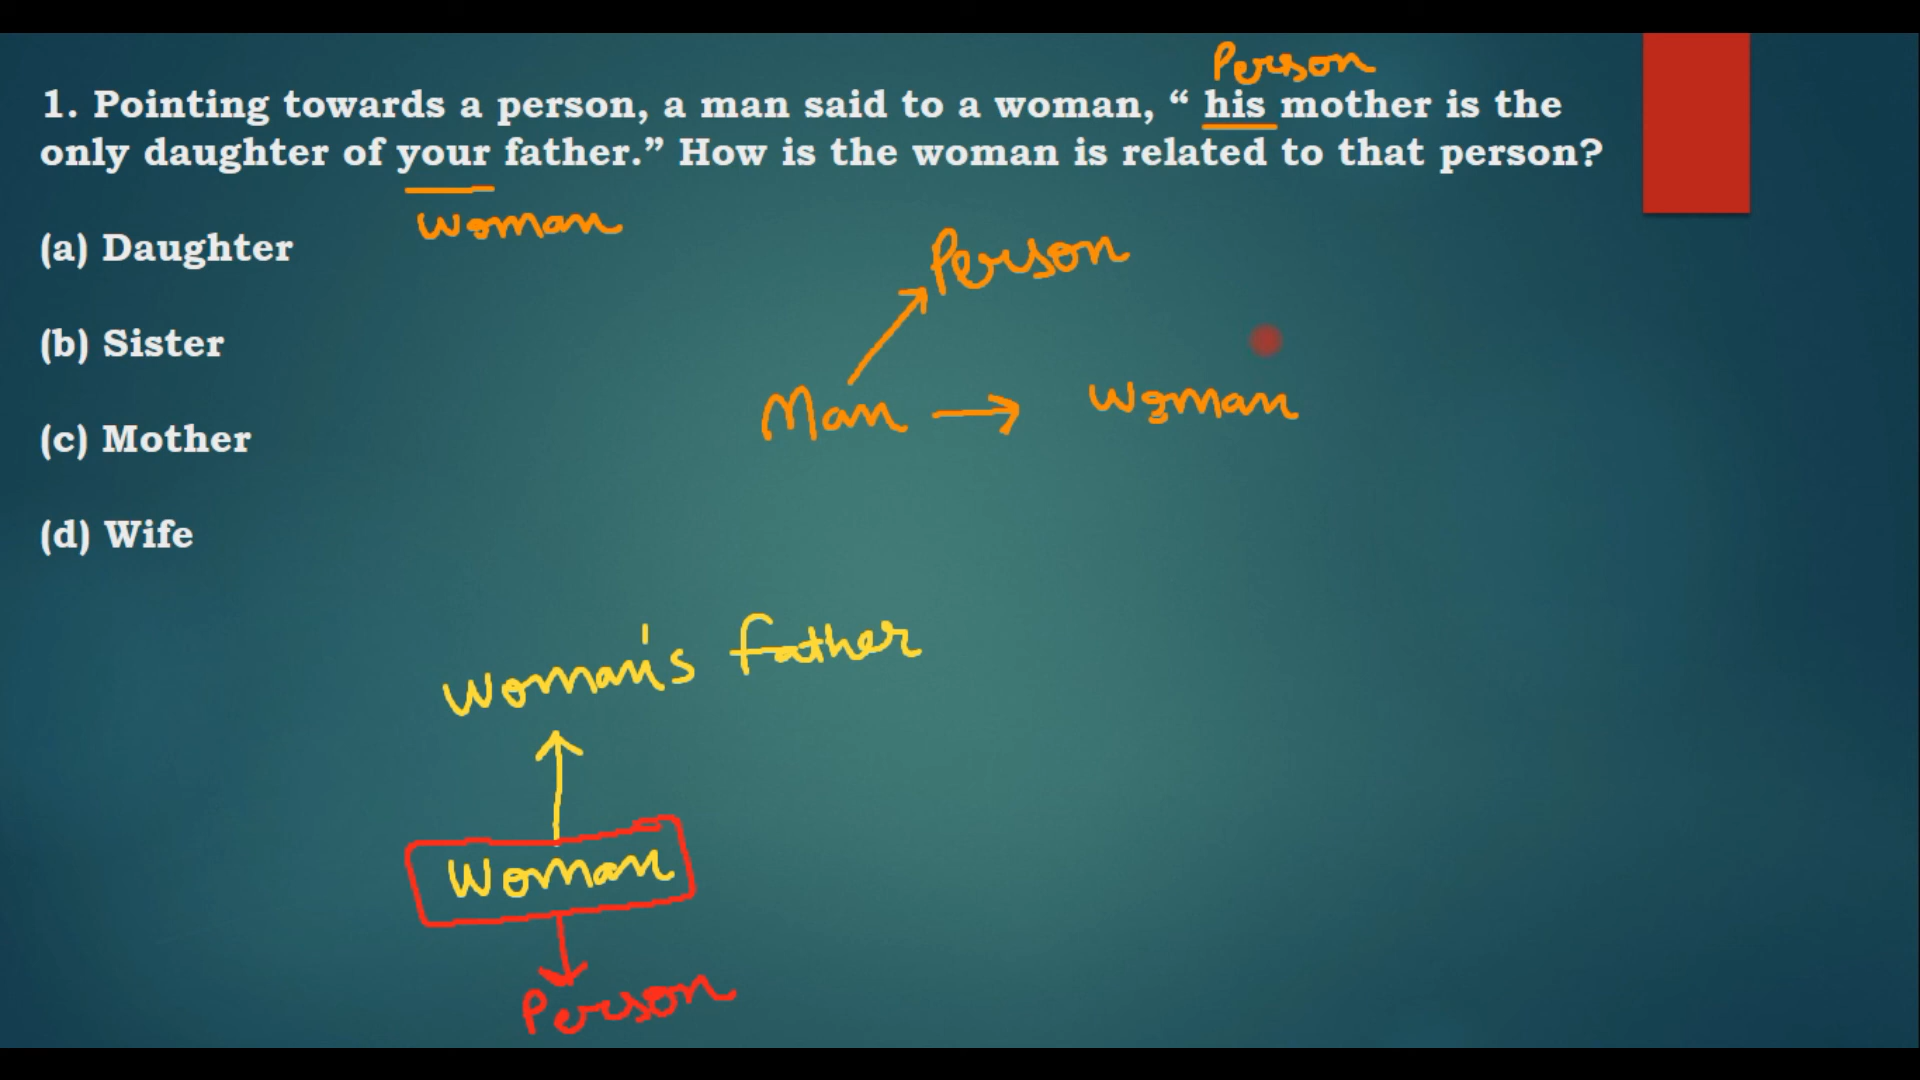 Person
1. Pointing towards a person, a man said to a woman, “ his mother is the
only daughter of your father.” How is the woman is related to that person?
Woman
(a) Daughter
Person
(b) Sister
Man → Woman
(c) Mother
(d) Wife
Woman's father
Woman
Person